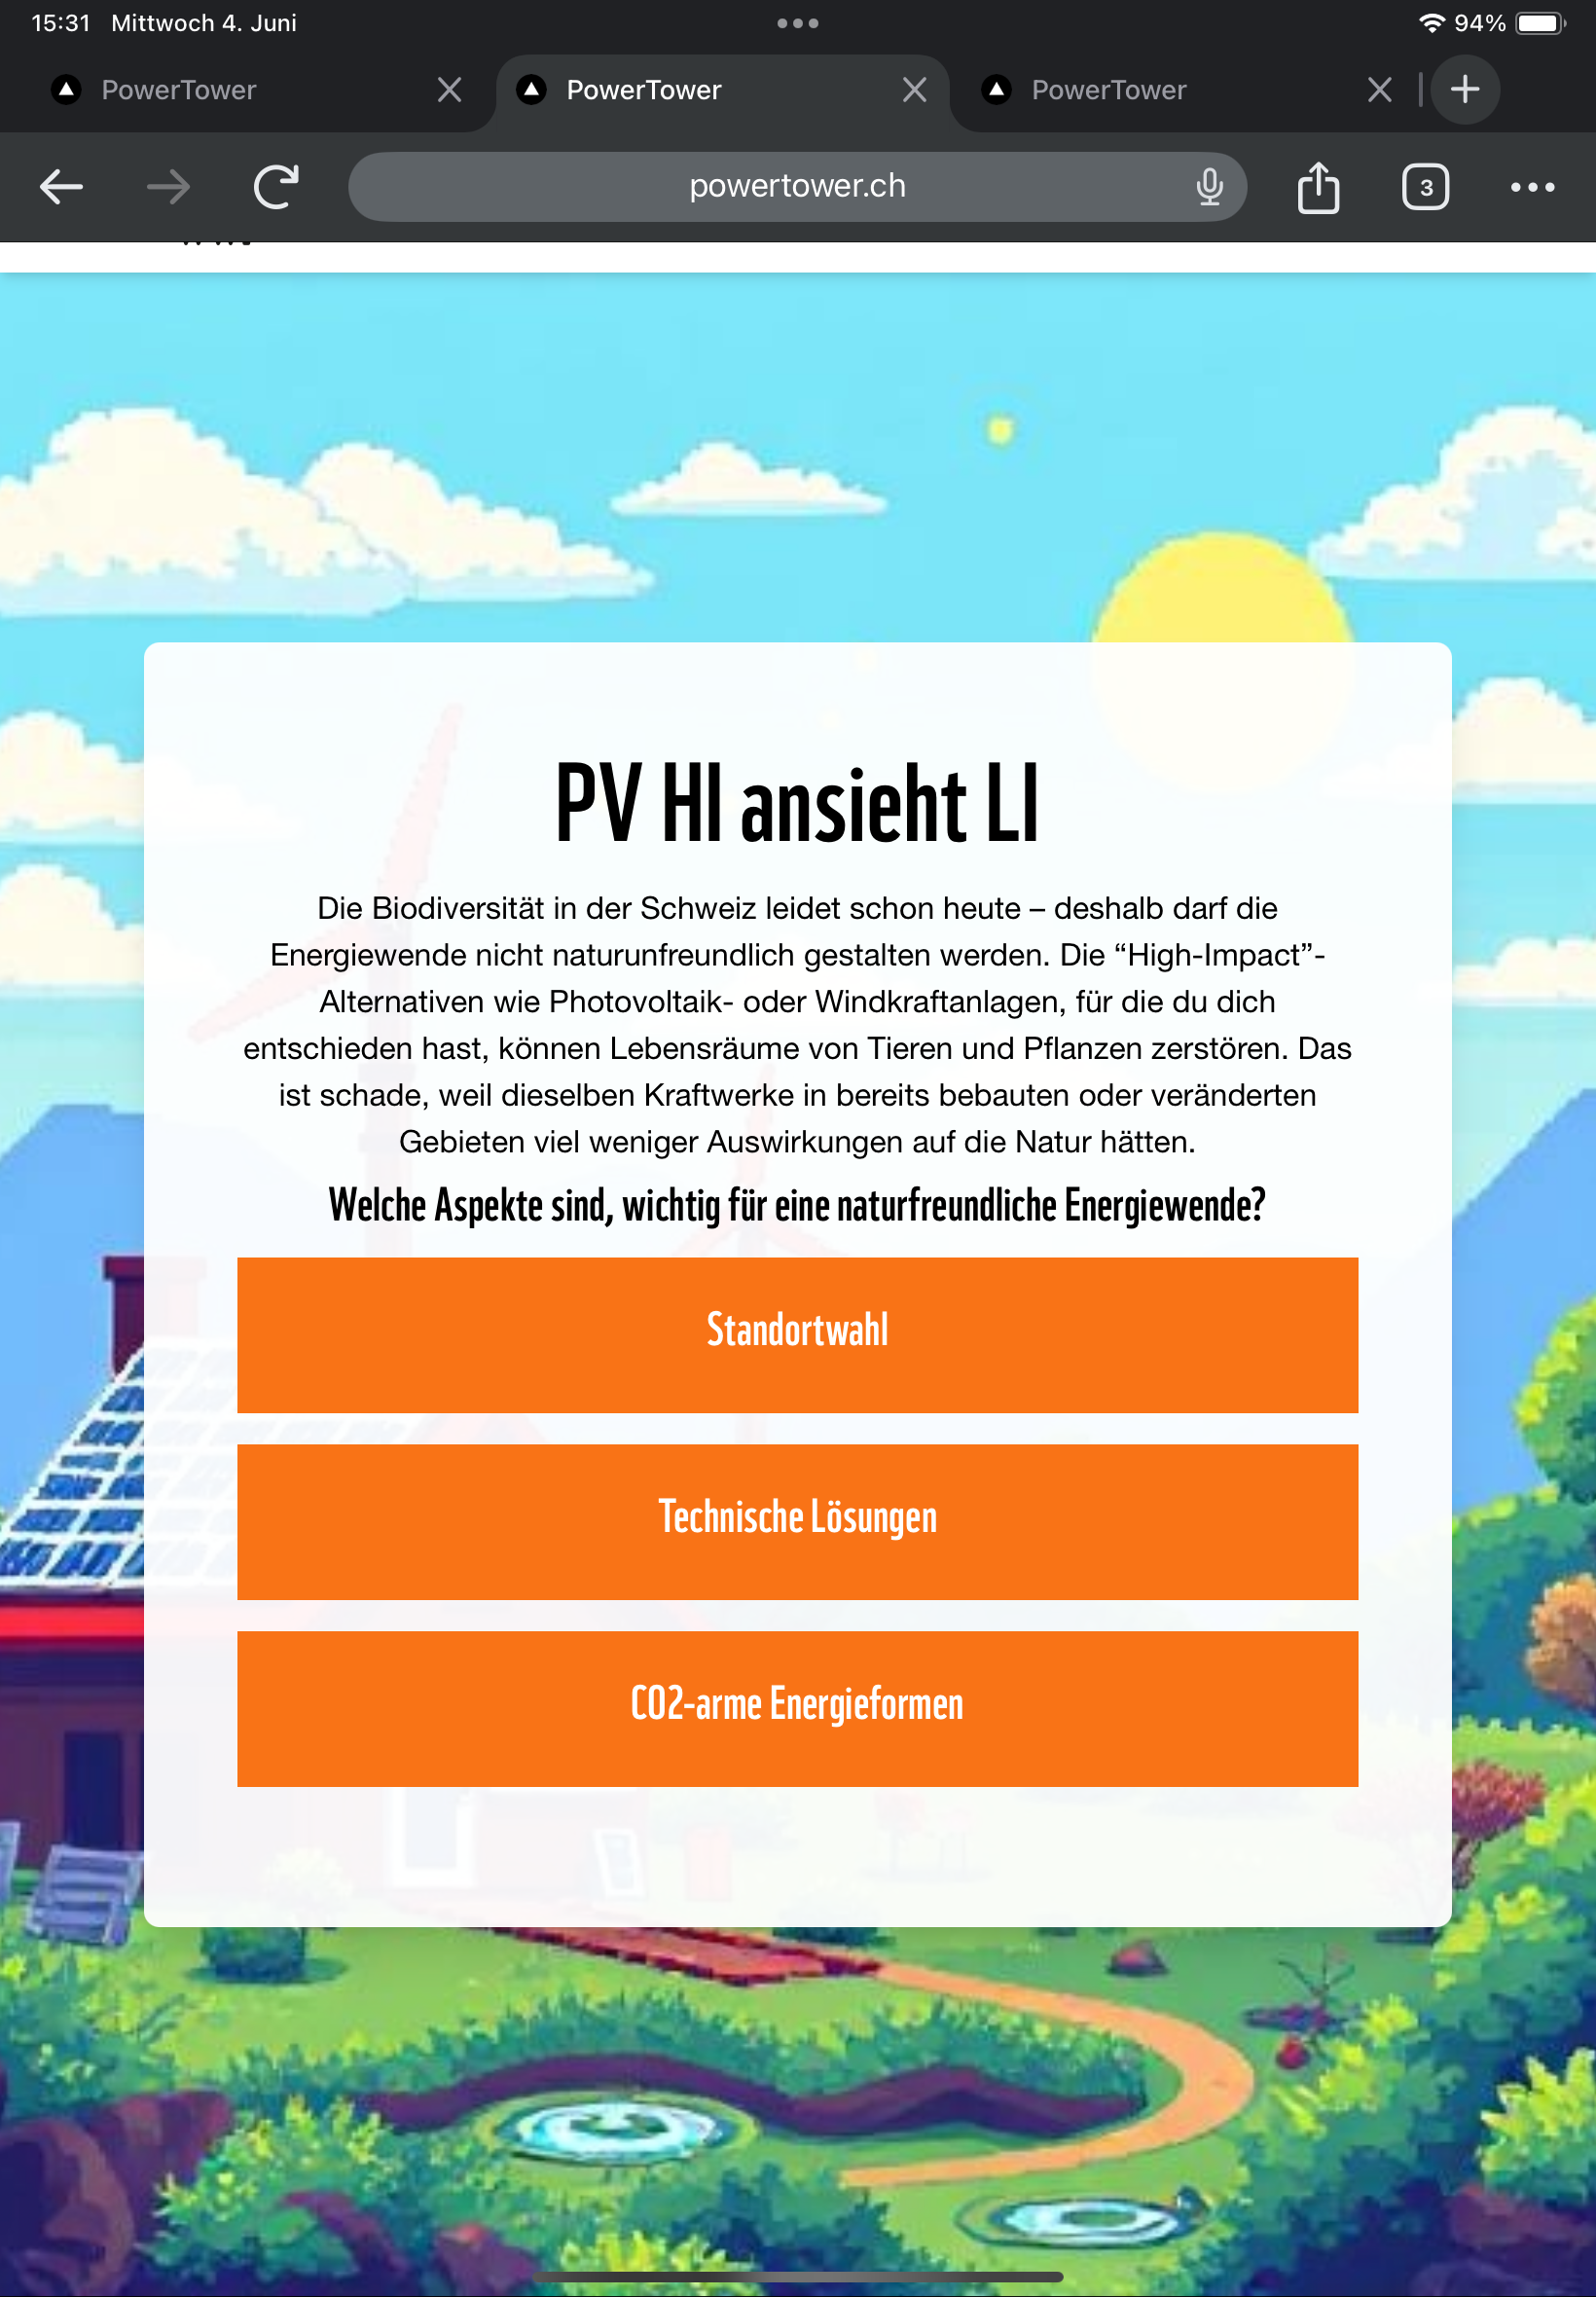 15:31 Mittwoch 4. Juni
94%
PowerTower
PowerTower
PowerTower
powertower.ch
3
PV HI ansieht LI
Die Biodiversität in der Schweiz leidet schon heute – deshalb darf die
Energiewende nicht naturunfreundlich gestalten werden. Die “High-Impact”-
Alternativen wie Photovoltaik- oder Windkraftanlagen, für die du dich
entschieden hast, können Lebensräume von Tieren und Pflanzen zerstören. Das
ist schade, weil dieselben Kraftwerke in bereits bebauten oder veränderten
Gebieten viel weniger Auswirkungen auf die Natur hätten.
Welche Aspekte sind, wichtig für eine naturfreundliche Energiewende?
Standortwahl
Technische Lösungen
CO2-arme Energieformen